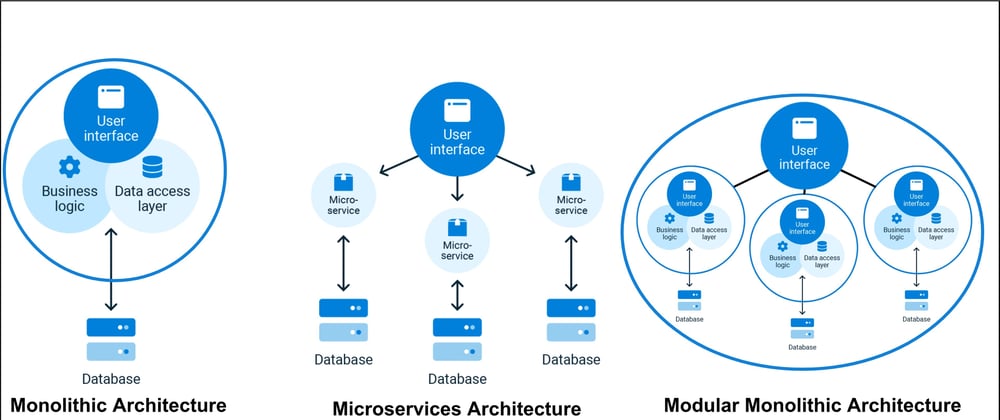 User
interface
Business
logic
Data access
layer
Database
Monolithic Architecture
User
interface
Micro-
service
Micro-
service
Micro-
service
Database
Database
Database
Microservices Architecture
User
interface
User
interface
Business
logic
Data access
layer
Database
User
interface
Business
logic
Data access
layer
Database
User
interface
Business
logic
Data access
layer
Database
Modular Monolithic Architecture